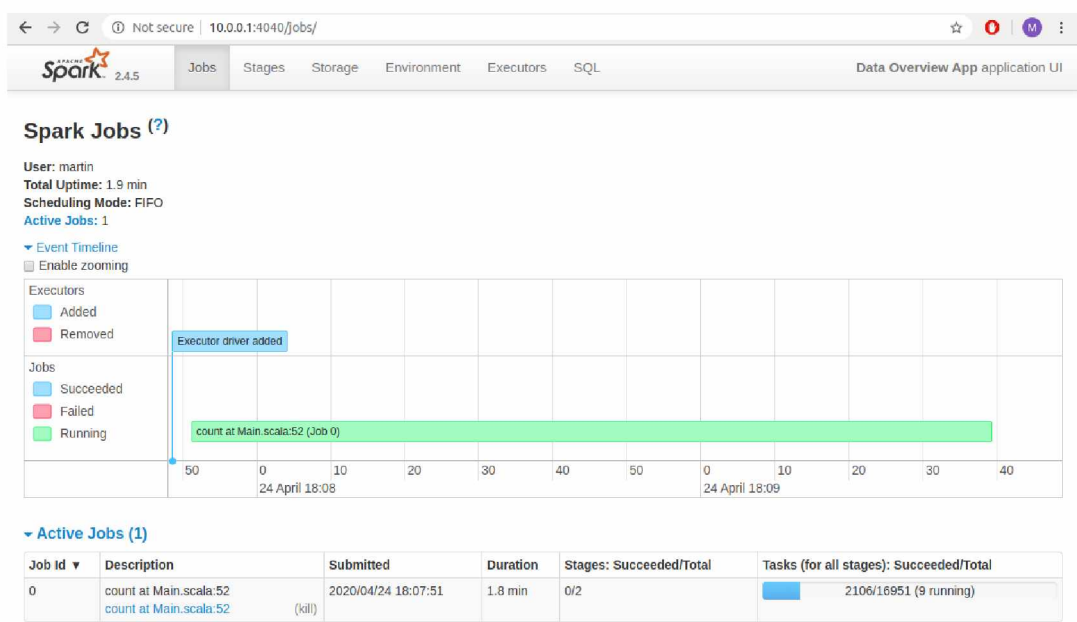 Not secure | 10.0.0.1:4040/jobs/
M
APACHE
Spark 2.4.5
Jobs Stages Storage Environment Executors SQL
Data Overview App application UI
Spark Jobs (?)
User: martin
Total Uptime: 1.9 min
Scheduling Mode: FIFO
Active Jobs: 1
Event Timeline
Enable zooming
Executors
Added
Removed
Executor driver added
Jobs
Succeeded
Failed
Running
count at Main.scala:52 (Job 0)
50 0 10 20 30 40 50 0 10 20 30 40
24 April 18:08 24 April 18:09
Active Jobs (1)
Job Id ▼ Description Submitted Duration Stages: Succeeded/Total Tasks (for all stages): Succeeded/Total
0 count at Main.scala:52 2020/04/24 18:07:51 1.8 min 0/2 2106/16951 (9 running)
count at Main.scala:52 (kill)